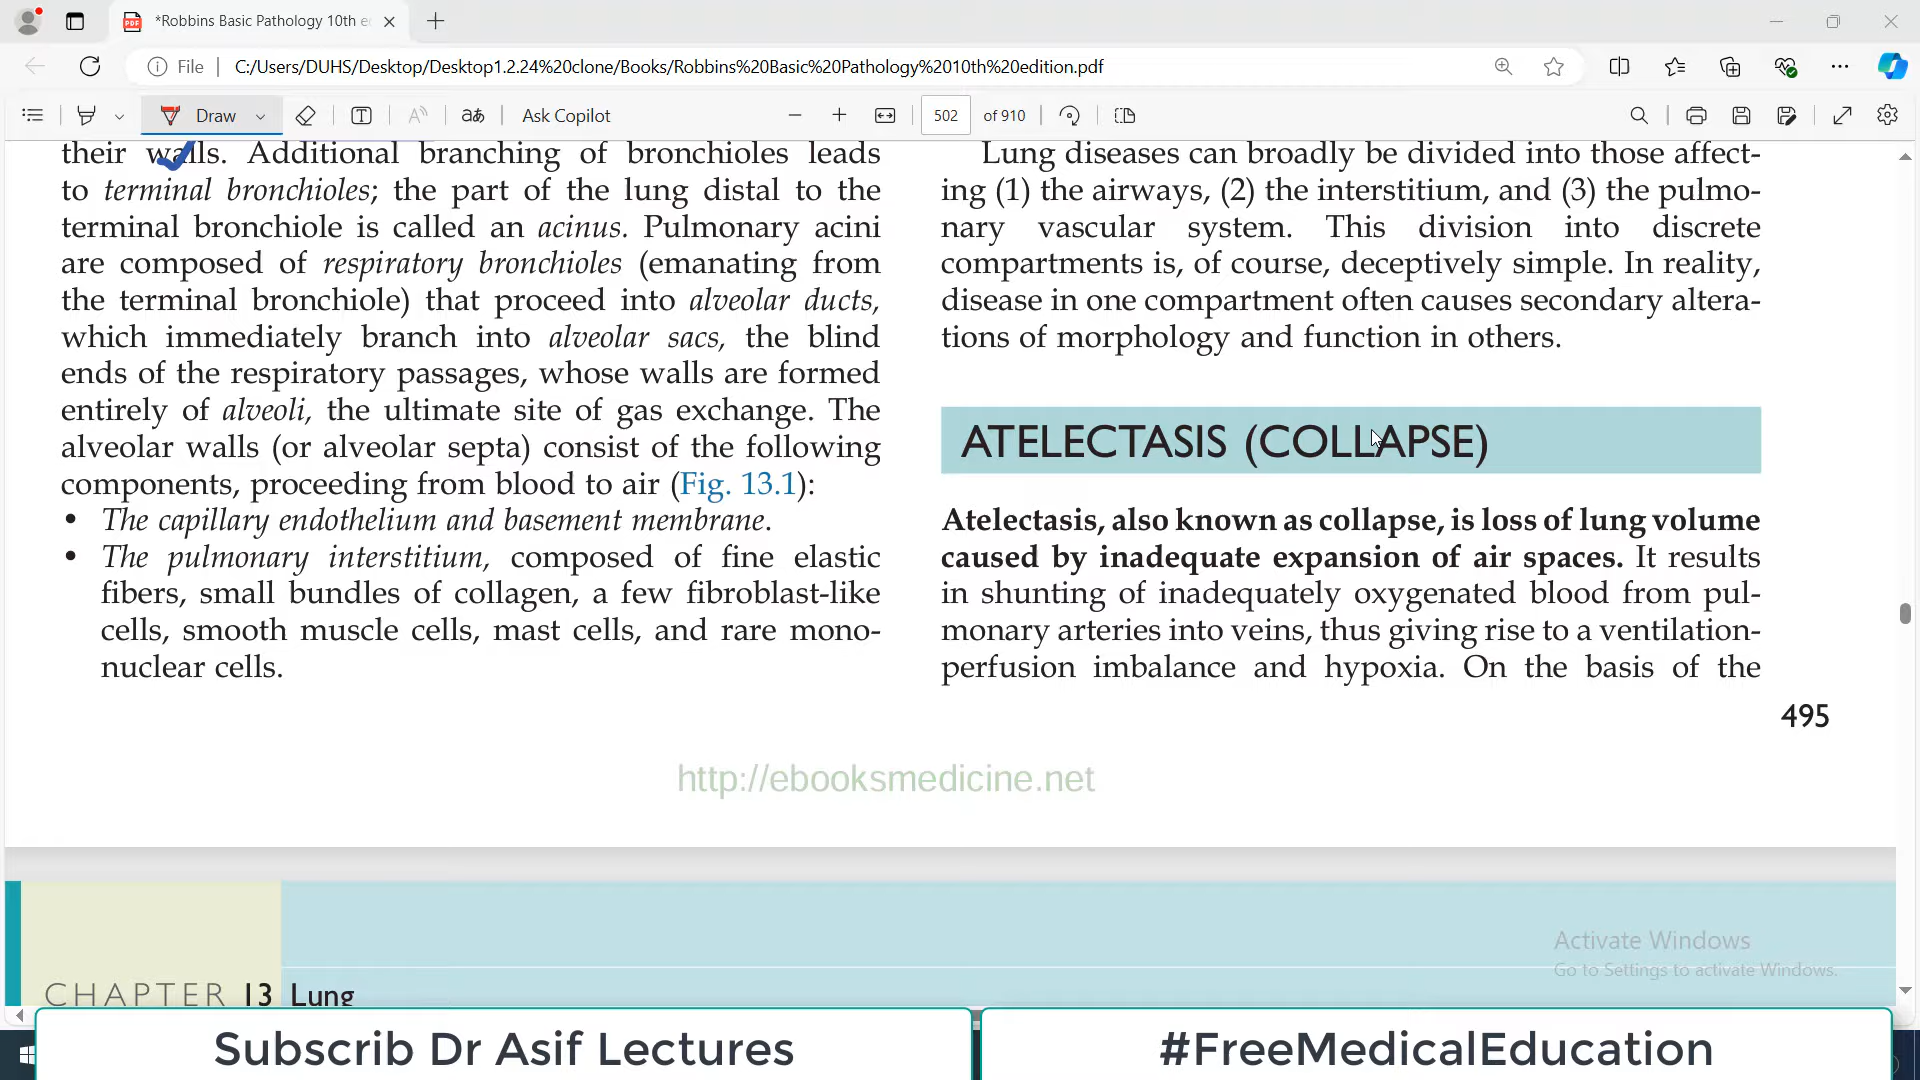 *Robbins Basic Pathology 10th e
File
C:/Users/DUHS/Desktop/Desktop1.2.24%20clone/Books/Robbins%20Basic%20Pathology%2010th%20edition.pdf
Draw
Ask Copilot
502 of 910
their walls. Additional branching of bronchioles leads
to terminal bronchioles; the part of the lung distal to the
terminal bronchiole is called an acinus. Pulmonary acini
are composed of respiratory bronchioles (emanating from
the terminal bronchiole) that proceed into alveolar ducts,
which immediately branch into alveolar sacs, the blind
ends of the respiratory passages, whose walls are formed
entirely of alveoli, the ultimate site of gas exchange. The
alveolar walls (or alveolar septa) consist of the following
components, proceeding from blood to air (Fig. 13.1):
• The capillary endothelium and basement membrane.
• The pulmonary interstitium, composed of fine elastic
fibers, small bundles of collagen, a few fibroblast-like
cells, smooth muscle cells, mast cells, and rare mono-
nuclear cells.
Lung diseases can broadly be divided into those affect-
ing (1) the airways, (2) the interstitium, and (3) the pulmo-
nary vascular system. This division into discrete
compartments is, of course, deceptively simple. In reality,
disease in one compartment often causes secondary altera-
tions of morphology and function in others.
ATELECTASIS (COLLAPSE)
Atelectasis, also known as collapse, is loss of lung volume
caused by inadequate expansion of air spaces. It results
in shunting of inadequately oxygenated blood from pul-
monary arteries into veins, thus giving rise to a ventilation-
perfusion imbalance and hypoxia. On the basis of the
495
http://ebooksmedicine.net
Activate Windows
Go to Settings to activate Windows.
CHAPTER 13 Lung
Subscrib Dr Asif Lectures
#FreeMedicalEducation